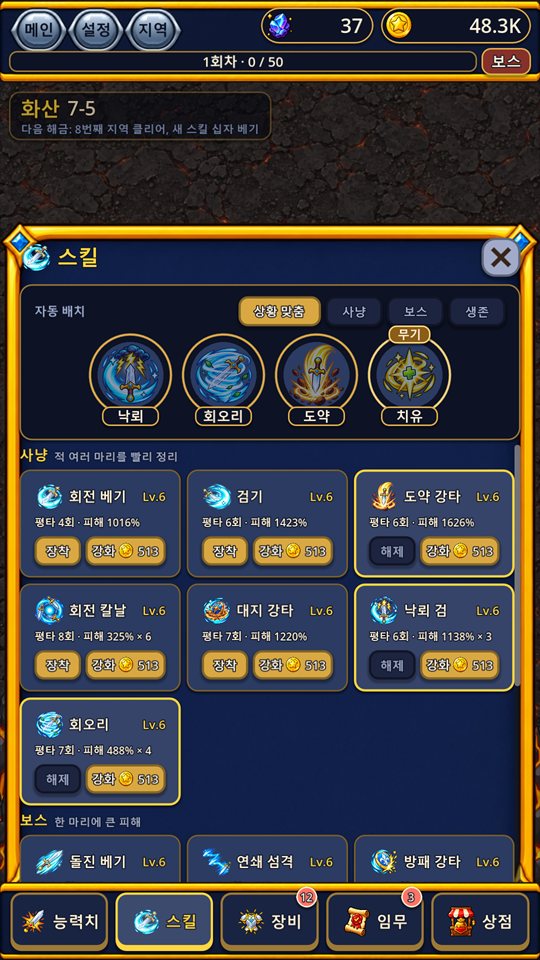 메인 설정 지역 37 48.3K
1회차 · 0 / 50 보스
화산 7-5
다음 해금: 8번째 지역 클리어, 새 스킬 십자 베기
스킬
자동 배치 상황 맞춤 사냥 보스 생존
무기
낙뢰 회오리 도약 치유
사냥 적 여러 마리를 빨리 정리
회전 베기 Lv.6 검기 Lv.6 도약 강타 Lv.6
평타 4회 · 피해 1016% 평타 6회 · 피해 1423% 평타 6회 · 피해 1626%
장착 강화 513 장착 강화 513 해제 강화 513
회전 칼날 Lv.6 대지 강타 Lv.6 낙뢰 검 Lv.6
평타 8회 · 피해 325% × 6 평타 7회 · 피해 1220% 평타 6회 · 피해 1138% × 3
장착 강화 513 장착 강화 513 해제 강화 513
회오리 Lv.6
평타 7회 · 피해 488% × 4
해제 강화 513
보스 한 마리에 큰 피해
돌진 베기 Lv.6 연쇄 섬격 Lv.6 방패 강타 Lv.6
12 3
능력치 스킬 장비 임무 상점